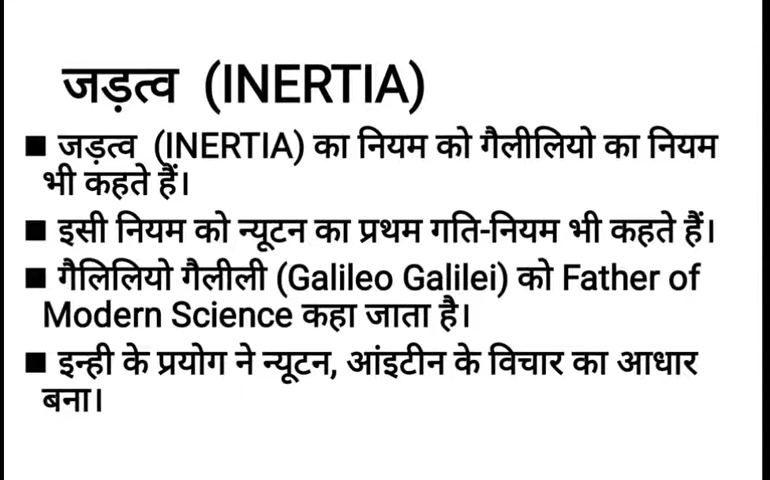 जड़त्व (INERTIA)
■ जड़त्व (INERTIA) का नियम को गैलीलियो का नियम
भी कहते हैं।
■ इसी नियम को न्यूटन का प्रथम गति-नियम भी कहते हैं।
■ गैलिलियो गैलीली (Galileo Galilei) को Father of
Modern Science कहा जाता है।
■ इन्ही के प्रयोग ने न्यूटन, आंइटीन के विचार का आधार
बना।